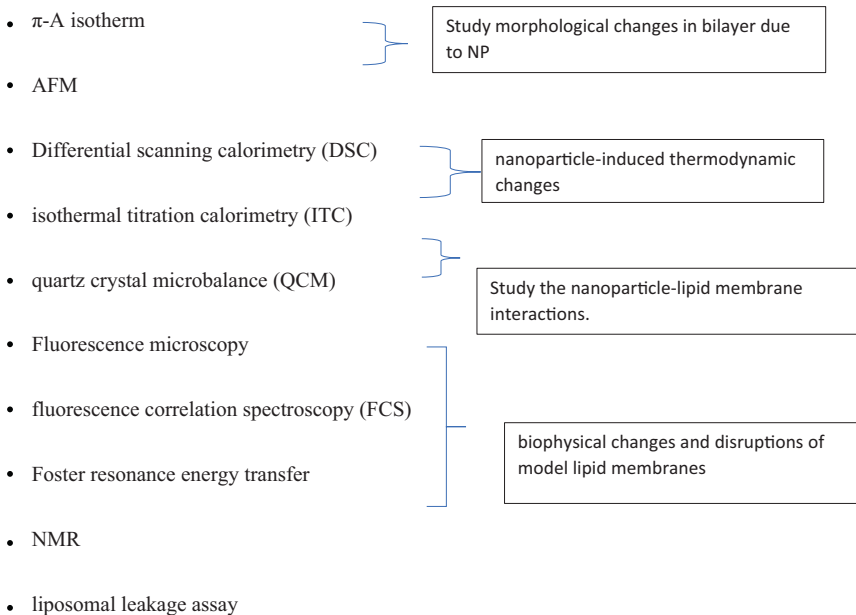 • π-A isotherm
Study morphological changes in bilayer due
to NP
• AFM
• Differential scanning calorimetry (DSC)
nanoparticle-induced thermodynamic
changes
• isothermal titration calorimetry (ITC)
• quartz crystal microbalance (QCM)
Study the nanoparticle-lipid membrane
interactions.
• Fluorescence microscopy
• fluorescence correlation spectroscopy (FCS)
biophysical changes and disruptions of
model lipid membranes
• Foster resonance energy transfer
• NMR
• liposomal leakage assay